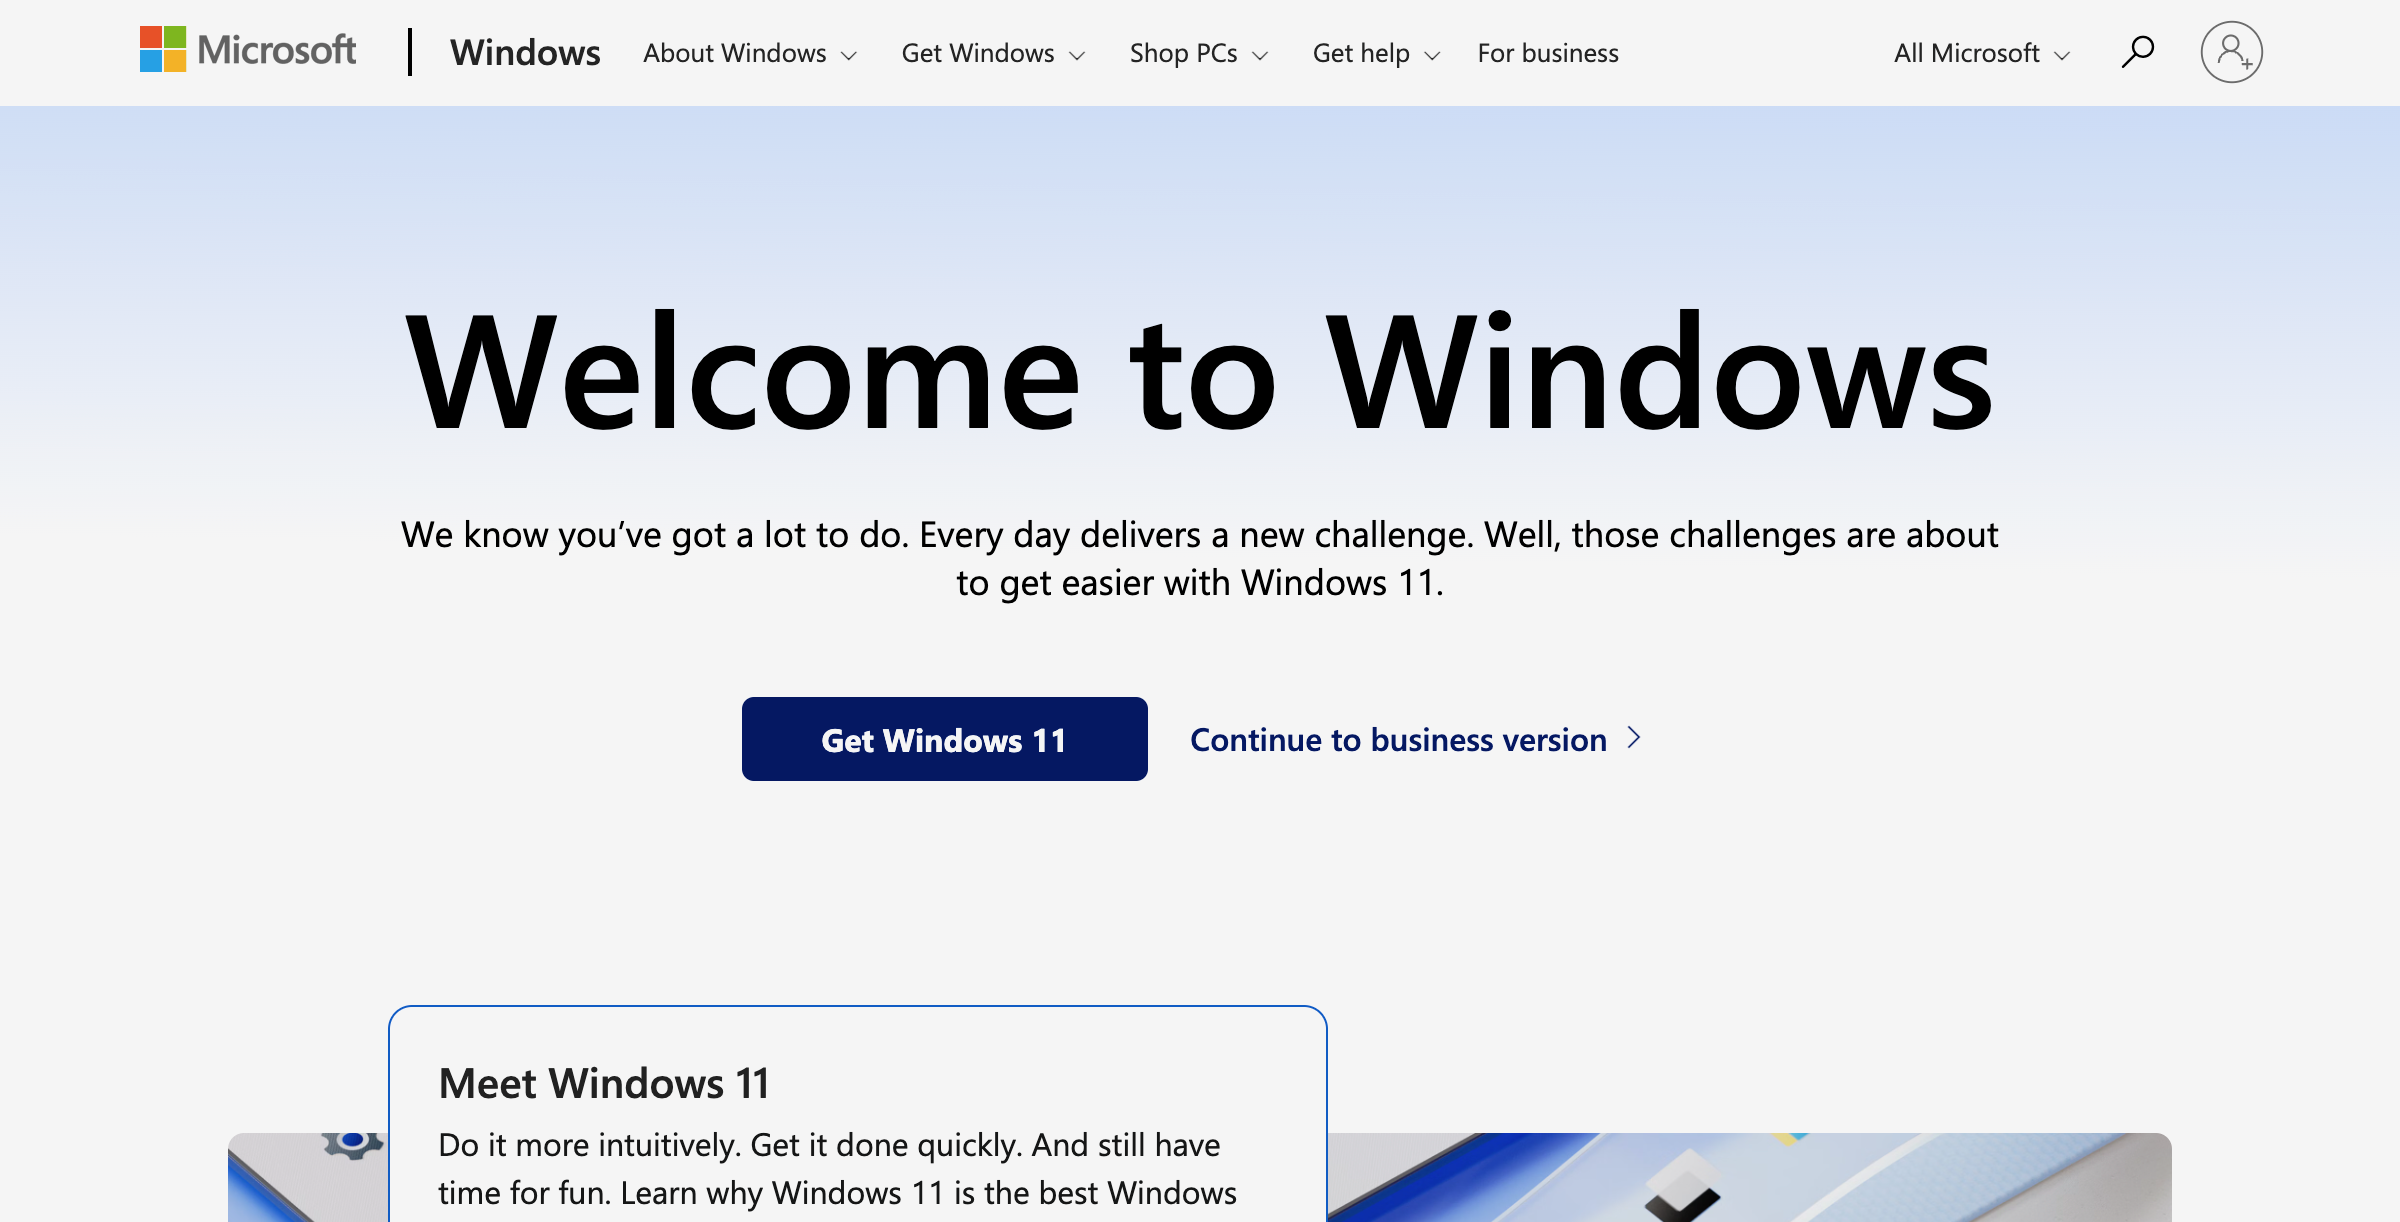 Microsoft
Windows
About Windows
Get Windows
Shop PCs
Get help
For business
All Microsoft
Welcome to Windows
We know you’ve got a lot to do. Every day delivers a new challenge. Well, those challenges are about
to get easier with Windows 11.
Get Windows 11
Continue to business version
Meet Windows 11
Do it more intuitively. Get it done quickly. And still have
time for fun. Learn why Windows 11 is the best Windows